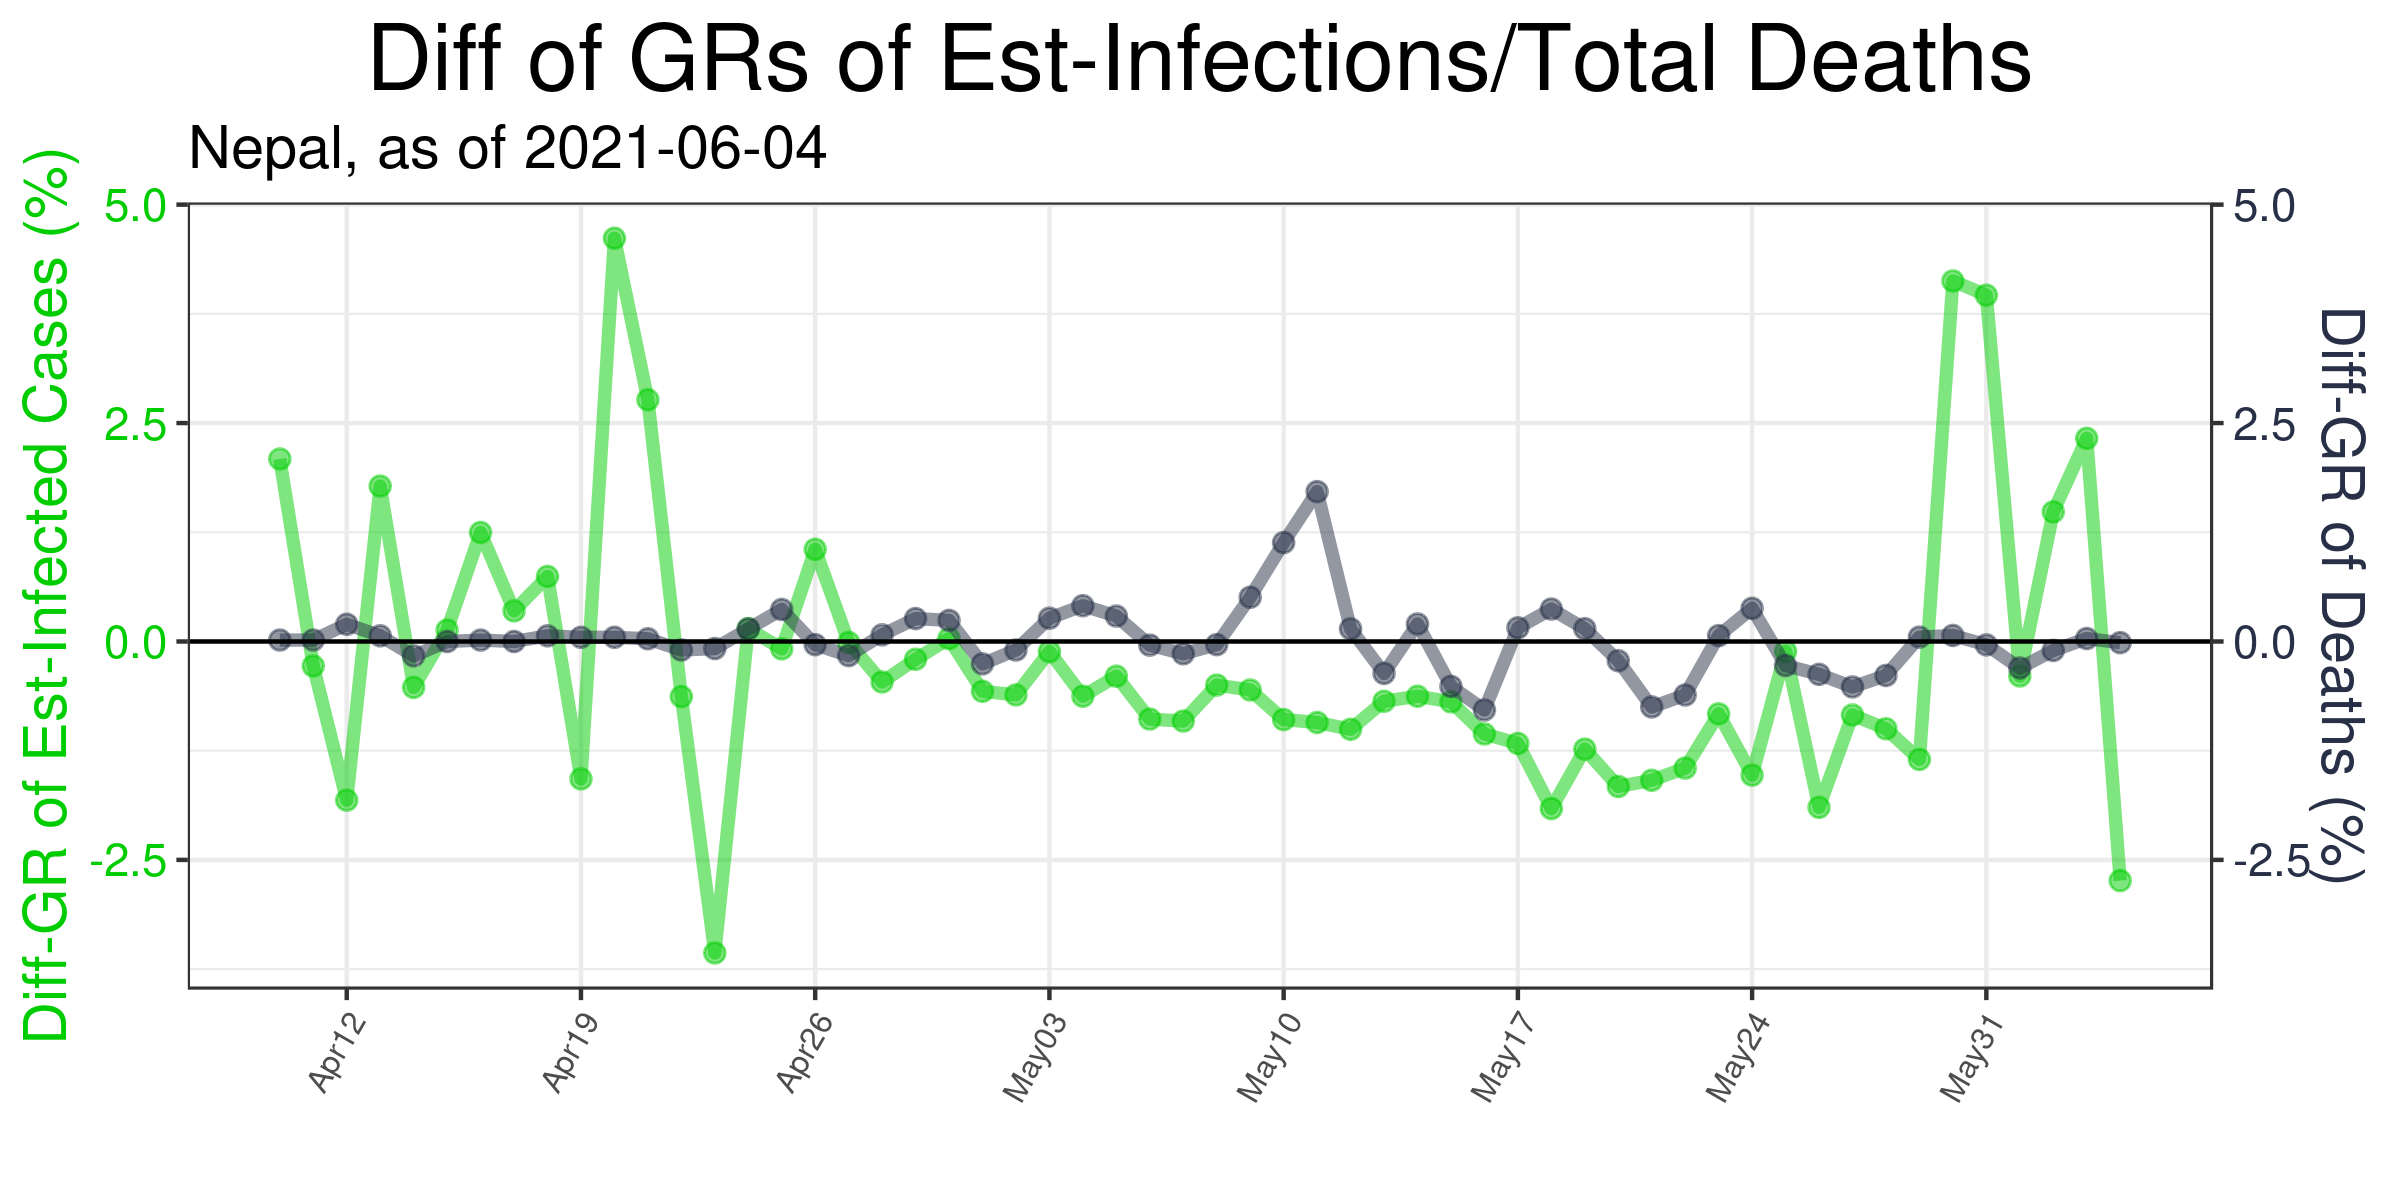 Diff of GRs of Est-Infections/Total Deaths
Nepal, as of 2021-06-04
Diff-GR of Est-Infected Cases (%)
5.0
2.5
0.0
-2.5
5.0
2.5
0.0
-2.5
Diff-GR of Deaths (%)
Apr12
Apr19
Apr26
May03
May10
May17
May24
May31